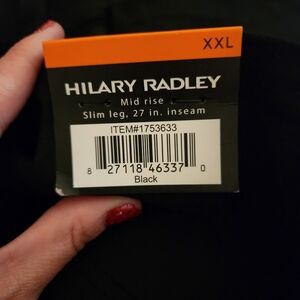 XXL
HILARY RADLEY
Mid rise
Slim leg, 27 in. inseam
ITEM#1753633
8 27118 46337 0
Black